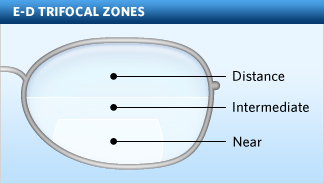 E-D TRIFOCAL ZONES
Distance
Intermediate
Near